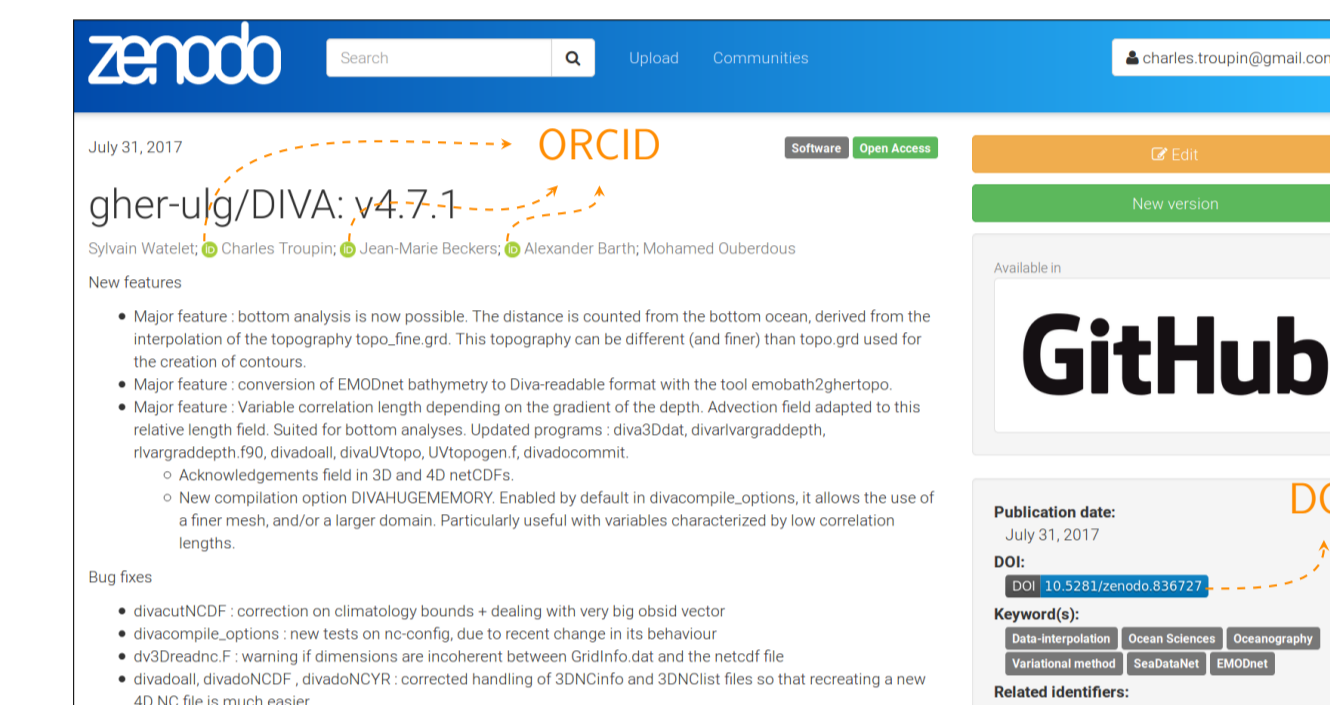 zenodo
Search
Upload
Communities
charles.troupin@gmail.com
July 31, 2017
ORCID
Software
Open Access
gher-ulg/DIVA: v4.7.1
Sylvain Watelet; iD Charles Troupin; iD Jean-Marie Beckers; iD Alexander Barth; Mohamed Ouberdous
New features
• Major feature : bottom analysis is now possible. The distance is counted from the bottom ocean, derived from the
interpolation of the topography topo_fine.grd. This topography can be different (and finer) than topo.grd used for
the creation of contours.
• Major feature : conversion of EMODnet bathymetry to Diva-readable format with the tool emobath2ghertopo.
• Major feature : Variable correlation length depending on the gradient of the depth. Advection field adapted to this
relative length field. Suited for bottom analyses. Updated programs : diva3Ddat, divarlvargraddepth,
rlvargraddepth.f90, divadoall, divaUVtopo, UVtopogen.f, divadocommit.
◦ Acknowledgements field in 3D and 4D netCDFs.
◦ New compilation option DIVAHUGEMEMORY. Enabled by default in divacompile_options, it allows the use of
a finer mesh, and/or a larger domain. Particularly useful with variables characterized by low correlation
lengths.
Bug fixes
• divacutNCDF : correction on climatology bounds + dealing with very big obsid vector
• divacompile_options : new tests on nc-config, due to recent change in its behaviour
• dv3Dreadnc.F : warning if dimensions are incoherent between GridInfo.dat and the netcdf file
• divadoall, divadoNCDF , divadoNCYR : corrected handling of 3DNCinfo and 3DNClist files so that recreating a new
4D NC file is much easier
Edit
New version
Available in
GitHub
Publication date:
July 31, 2017
DOI:
DOI 10.5281/zenodo.836727
Keyword(s):
Data-interpolation Ocean Sciences Oceanography
Variational method SeaDataNet EMODnet
Related identifiers: